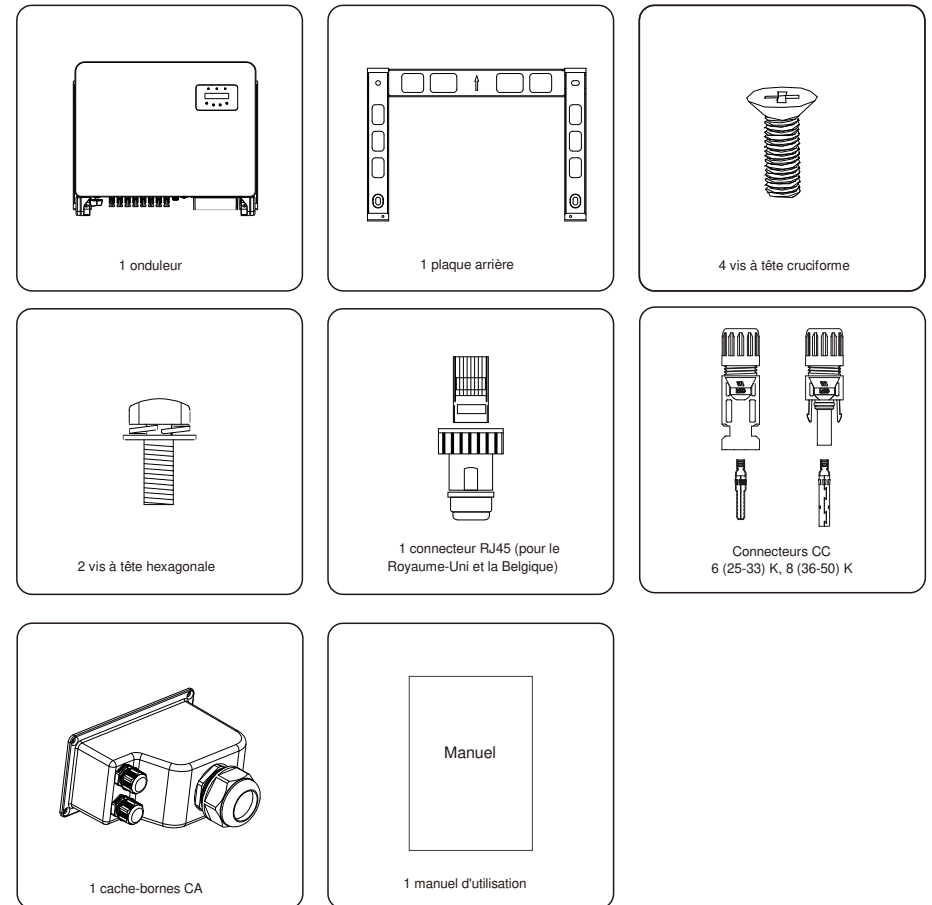 1 onduleur
1 plaque arrière
4 vis à tête cruciforme
2 vis à tête hexagonale
1 connecteur RJ45 (pour le
Royaume-Uni et la Belgique)
Connecteurs CC
6 (25-33) K, 8 (36-50) K
1 cache-bornes CA
Manuel
1 manuel d'utilisation